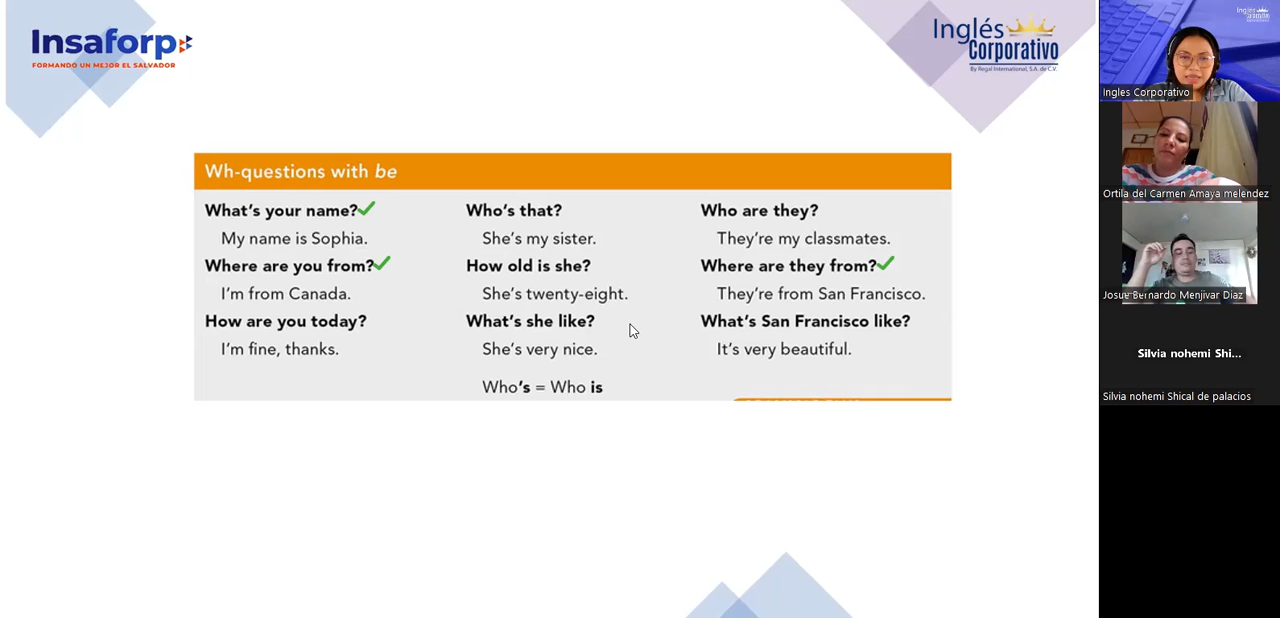 Insaforp
FORMANDO UN MEJOR EL SALVADOR
Inglés
Corporativo
By Regal International, S.A. de C.V.
Wh-questions with be
What's your name?
My name is Sophia.
Where are you from?
I'm from Canada.
How are you today?
I'm fine, thanks.
Who's that?
She's my sister.
How old is she?
She's twenty-eight.
What's she like?
She's very nice.
Who's = Who is
Who are they?
They're my classmates.
Where are they from?
They're from San Francisco.
What's San Francisco like?
It's very beautiful.
Ingles Corporativo
Ortila del Carmen Amaya melendez
Josue Bernardo Menjivar Diaz
Silvia nohemi Shi...
Silvia nohemi Shical de palacios